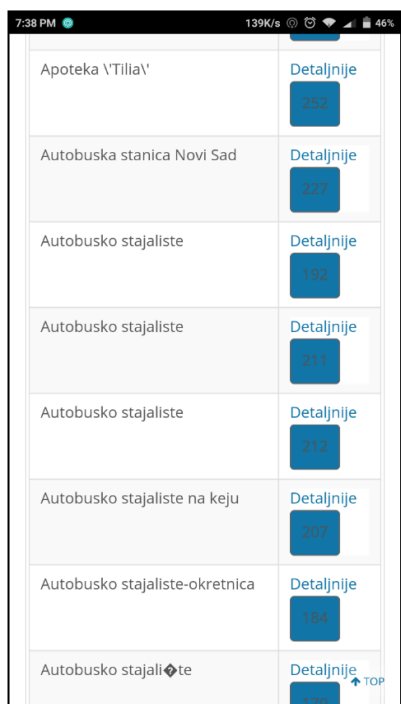 7:38 PM 139K/s 46%
Apoteka \'Tilia\' Detaljnije
252
Autobuska stanica Novi Sad Detaljnije
227
Autobusko stajaliste Detaljnije
192
Autobusko stajaliste Detaljnije
211
Autobusko stajaliste Detaljnije
212
Autobusko stajaliste na keju Detaljnije
207
Autobusko stajaliste-okretnica Detaljnije
184
Autobusko stajali�te Detaljnije
TOP